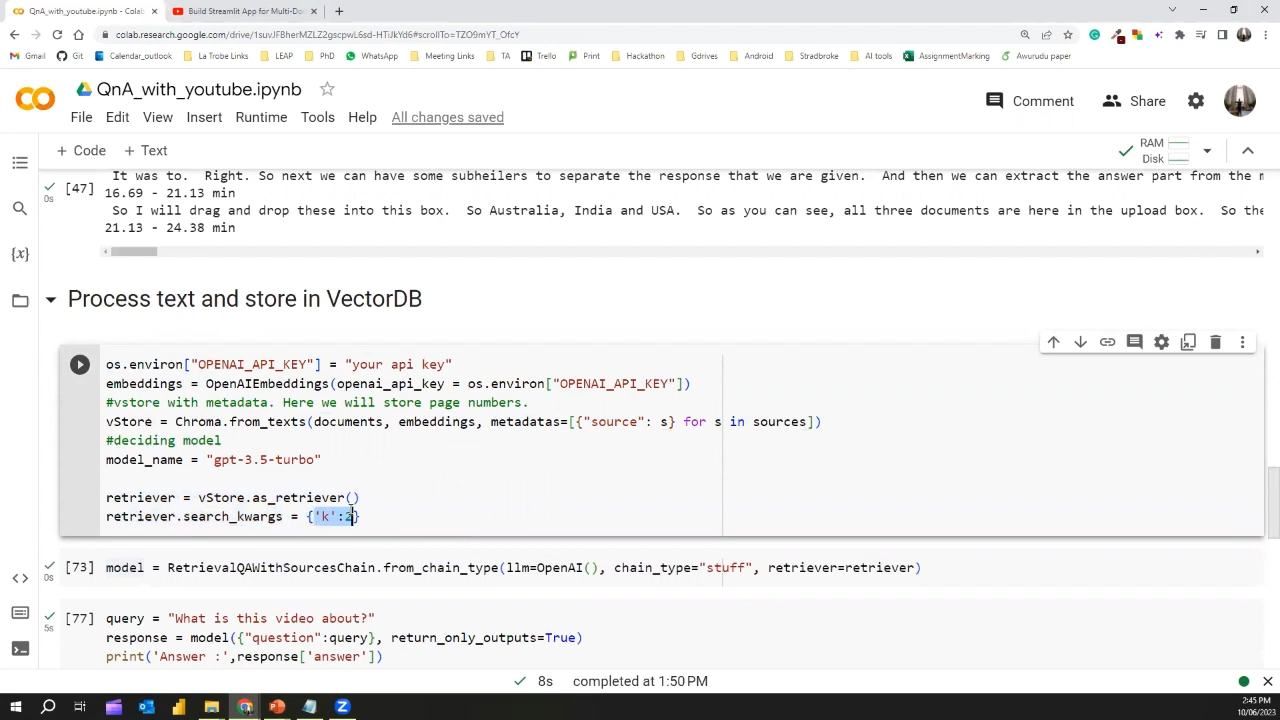 QnA_with_youtube.ipynb - Colab
Build Streamlit App for Multi-Do
colab.research.google.com/drive/1suvJFBherMZLZ2gscpwL6sd-HTiJkYd6#scrollTo=TZO9mYT_OfcY
Gmail Git Calendar_outlook La Trobe Links LEAP PhD WhatsApp Meeting Links TA Trello Print Hackathon Gdrives Android Stradbroke AI tools AssignmentMarking Awurudu paper
QnA_with_youtube.ipynb
Comment Share
File Edit View Insert Runtime Tools Help All changes saved
+ Code + Text
RAM
Disk
It was to. Right. So next we can have some subheilers to separate the response that we are given. And then we can extract the answer part from the m
[47] 16.69 - 21.13 min
0s
So I will drag and drop these into this box. So Australia, India and USA. So as you can see, all three documents are here in the upload box. So the
21.13 - 24.38 min
Process text and store in VectorDB
os.environ["OPENAI_API_KEY"] = "your api key"
embeddings = OpenAIEmbeddings(openai_api_key = os.environ["OPENAI_API_KEY"])
#vstore with metadata. Here we will store page numbers.
vStore = Chroma.from_texts(documents, embeddings, metadatas=[{"source": s} for s in sources])
#deciding model
model_name = "gpt-3.5-turbo"
retriever = vStore.as_retriever()
retriever.search_kwargs = {'k':2}
[73] model = RetrievalQAWithSourcesChain.from_chain_type(llm=OpenAI(), chain_type="stuff", retriever=retriever)
0s
[77] query = "What is this video about?"
5s
response = model({"question":query}, return_only_outputs=True)
print('Answer :',response['answer'])
8s completed at 1:50 PM
2:45 PM
10/06/2023